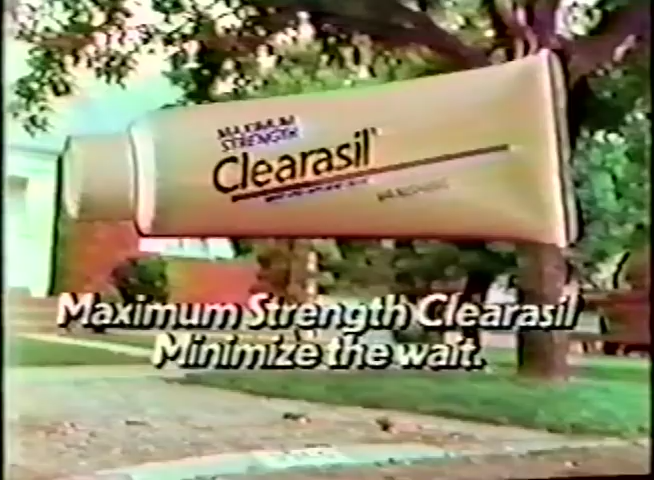 MAXIMUM
STRENGTH
Clearasil
Maximum Strength Clearasil
Minimize the wait.